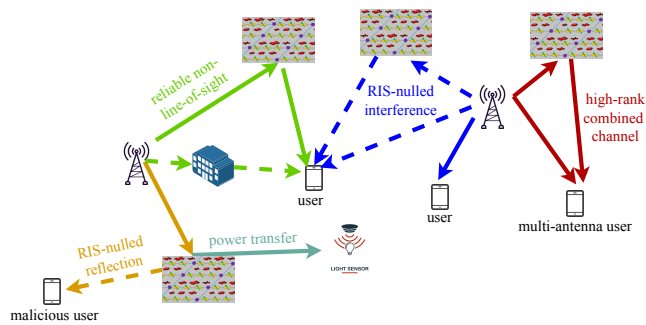 reliable non-
line-of-sight
RIS-nulled
interference
high-rank
combined
channel
user
user
multi-antenna user
power transfer
RIS-nulled
reflection
LIGHT SENSOR
malicious user